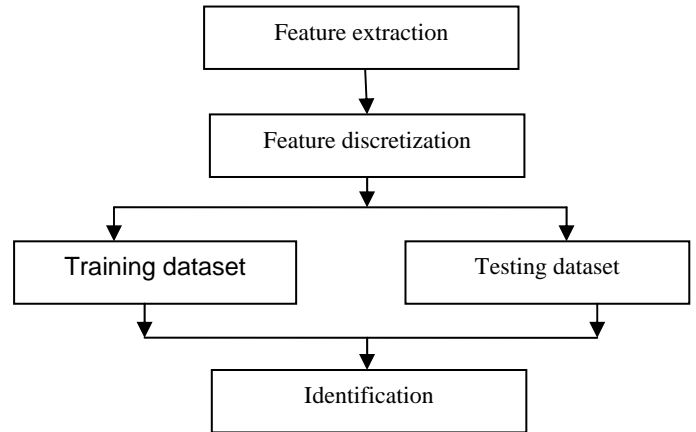 Feature extraction
Feature discretization
Training dataset
Testing dataset
Identification